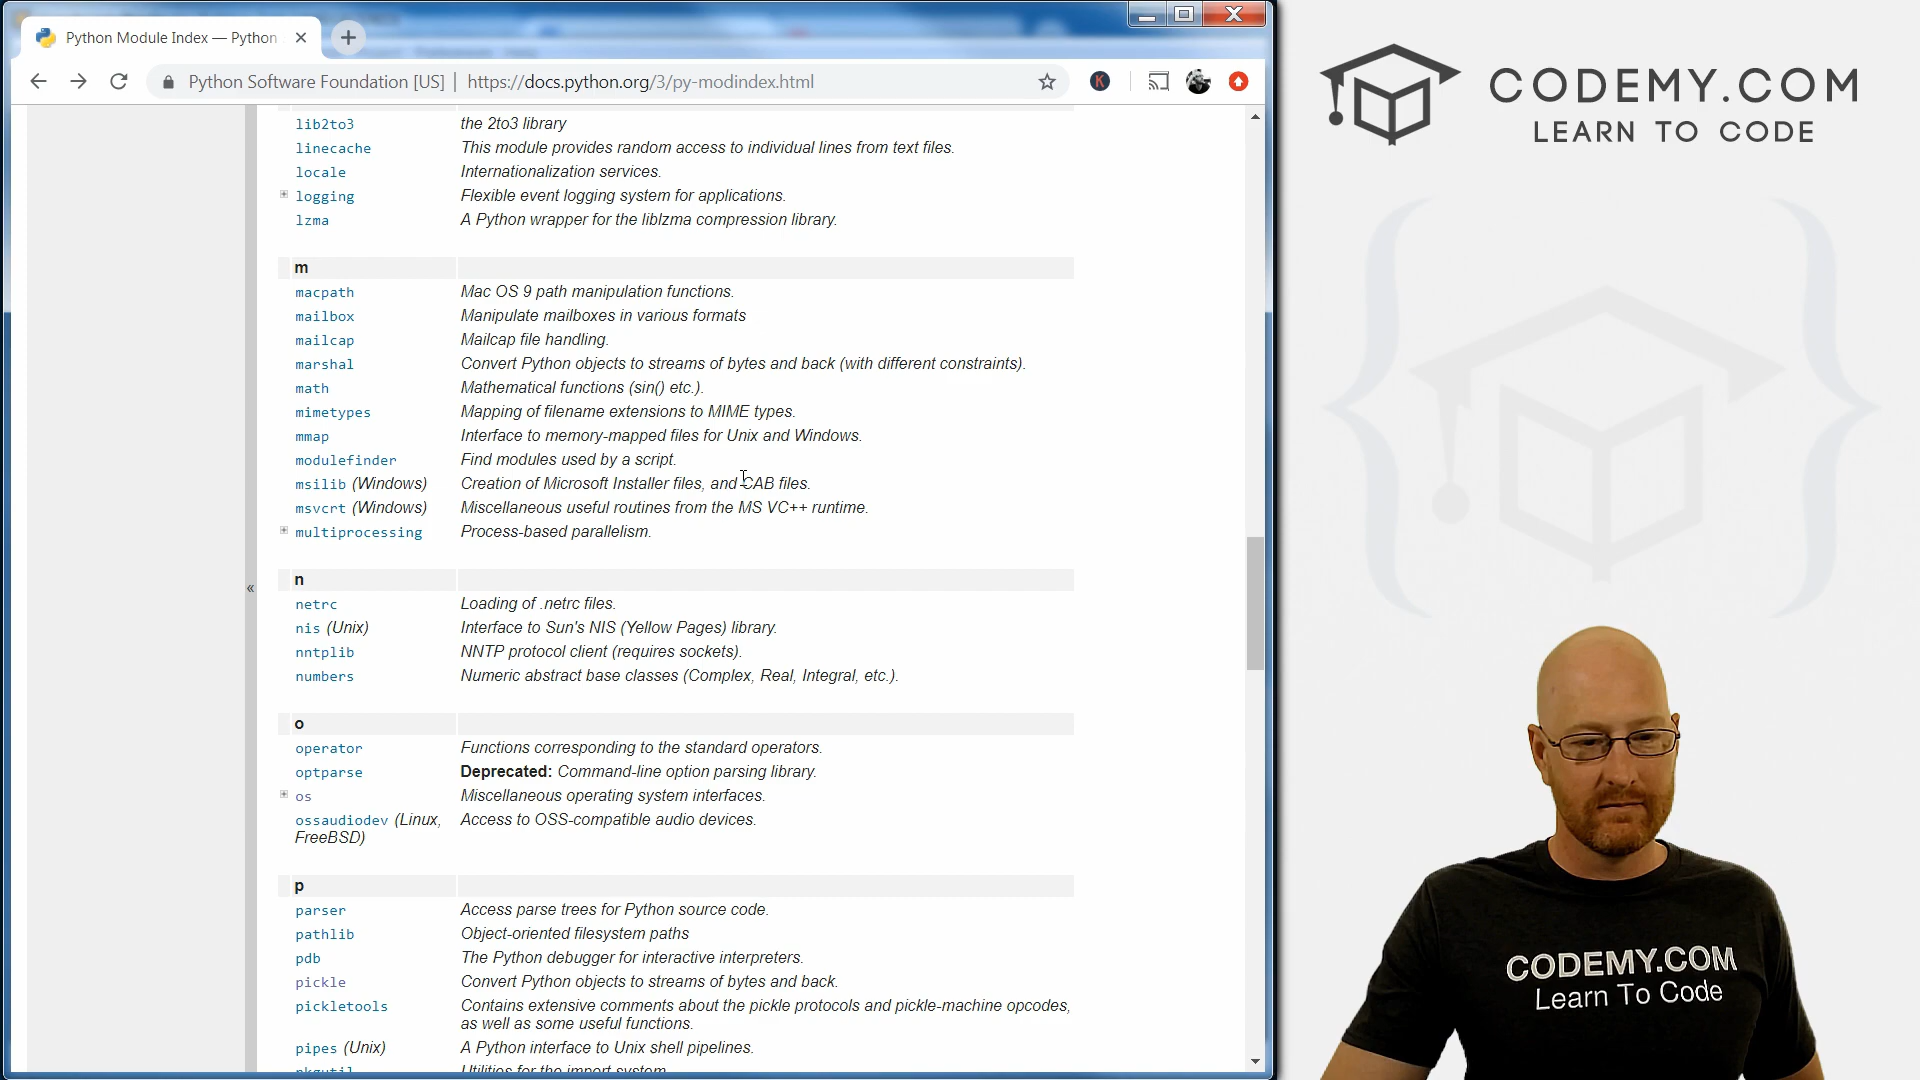 Python Module Index — Python
Python Software Foundation [US] | https://docs.python.org/3/py-modindex.html
K
CODEMY.COM
LEARN TO CODE
lib2to3 the 2to3 library
linecache This module provides random access to individual lines from text files.
locale Internationalization services.
logging Flexible event logging system for applications.
lzma A Python wrapper for the liblzma compression library.
m
macpath Mac OS 9 path manipulation functions.
mailbox Manipulate mailboxes in various formats
mailcap Mailcap file handling.
marshal Convert Python objects to streams of bytes and back (with different constraints).
math Mathematical functions (sin() etc.).
mimetypes Mapping of filename extensions to MIME types.
mmap Interface to memory-mapped files for Unix and Windows.
modulefinder Find modules used by a script.
msilib (Windows) Creation of Microsoft Installer files, and CAB files.
msvcrt (Windows) Miscellaneous useful routines from the MS VC++ runtime.
multiprocessing Process-based parallelism.
n
netrc Loading of .netrc files.
nis (Unix) Interface to Sun's NIS (Yellow Pages) library.
nntplib NNTP protocol client (requires sockets).
numbers Numeric abstract base classes (Complex, Real, Integral, etc.).
o
operator Functions corresponding to the standard operators.
optparse Deprecated: Command-line option parsing library.
os Miscellaneous operating system interfaces.
ossaudiodev (Linux, Access to OSS-compatible audio devices.
FreeBSD)
p
parser Access parse trees for Python source code.
pathlib Object-oriented filesystem paths
pdb The Python debugger for interactive interpreters.
pickle Convert Python objects to streams of bytes and back.
pickletools Contains extensive comments about the pickle protocols and pickle-machine opcodes,
as well as some useful functions.
pipes (Unix) A Python interface to Unix shell pipelines.
pkgutil Utilities for the import system.
CODEMY.COM
Learn To Code